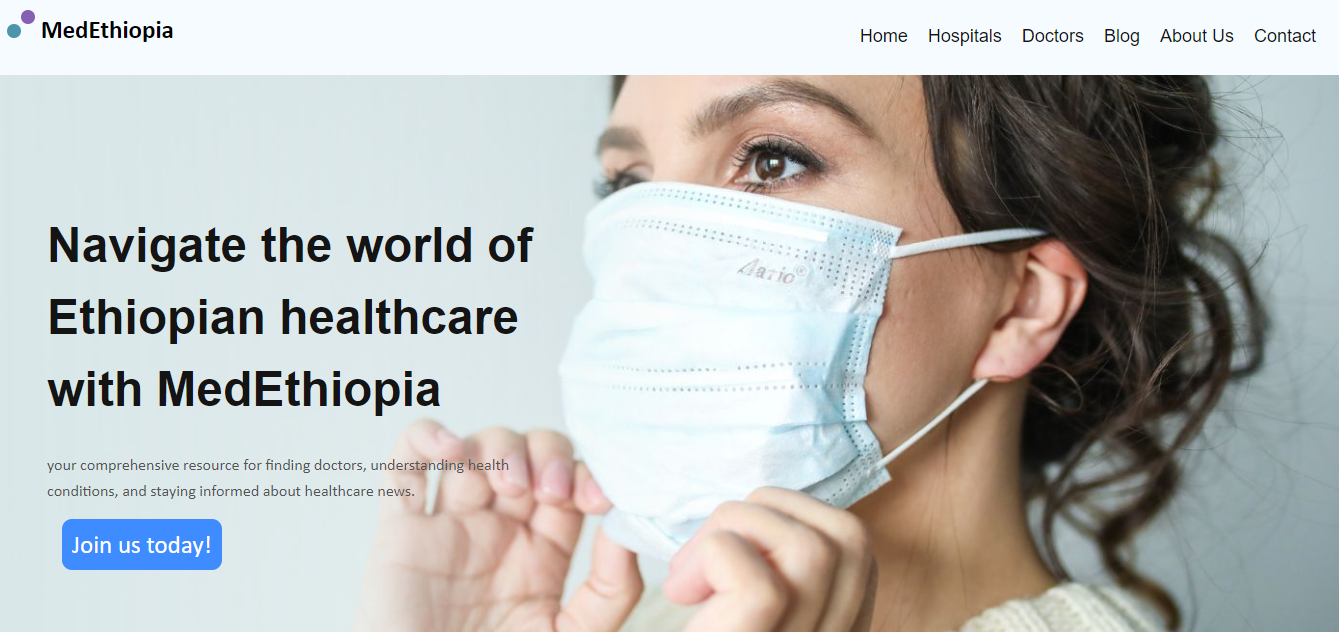 MedEthiopia
Home Hospitals Doctors Blog About Us Contact
Navigate the world of
Ethiopian healthcare
with MedEthiopia
your comprehensive resource for finding doctors, understanding health
conditions, and staying informed about healthcare news.
Join us today!